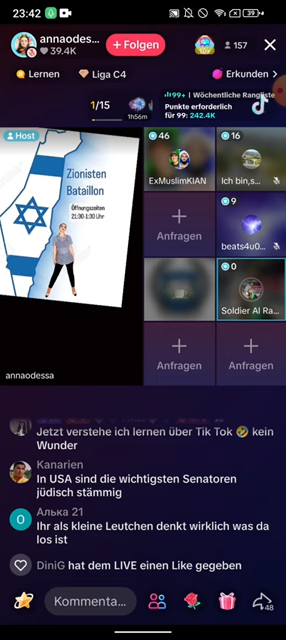 23:42
39
annaodes...
39.4K
+ Folgen
157
Lernen
Liga C4
Erkunden
1/15
1h56m
99+ | Wöchentliche Rangliste
Punkte erforderlich
für 99: 242.4K
Host
Zionisten
Bataillon
Öffnungszeiten
21:30-1:30 Uhr
annaodessa
46
ExMuslimKIAN
16
Ich bin,s...
Anfragen
9
beats4u0...
0
Soldier Al Ra...
Anfragen
Anfragen
Jetzt verstehe ich lernen über Tik Tok 🤣 kein
Wunder
Kanarien
In USA sind die wichtigsten Senatoren
jüdisch stämmig
Алька 21
Ihr als kleine Leutchen denkt wirklich was da
los ist
DiniG hat dem LIVE einen Like gegeben
Kommenta...
48